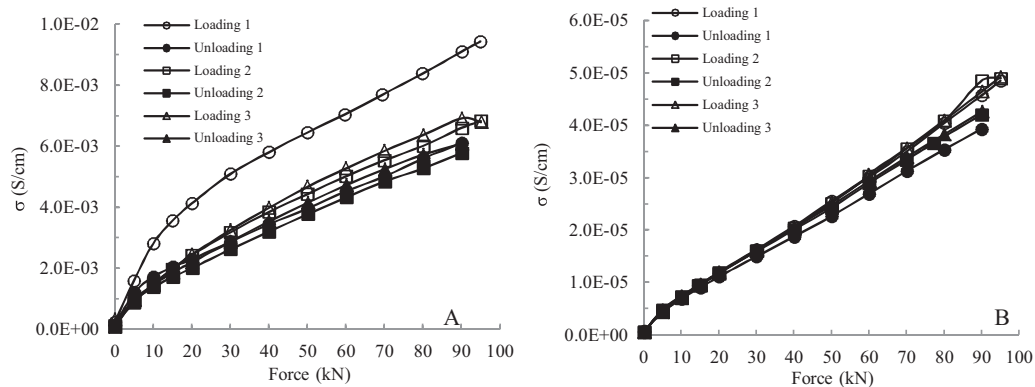 1.0E-02
8.0E-03
6.0E-03
4.0E-03
2.0E-03
0.0E+00
σ (S/cm)
Loading 1
Unloading 1
Loading 2
Unloading 2
Loading 3
Unloading 3
A
0 10 20 30 40 50 60 70 80 90 100
Force (kN)
6.0E-05
5.0E-05
4.0E-05
3.0E-05
2.0E-05
1.0E-05
0.0E+00
σ (S/cm)
Loading 1
Unloading 1
Loading 2
Unloading 2
Loading 3
Unloading 3
B
0 10 20 30 40 50 60 70 80 90 100
Force (kN)